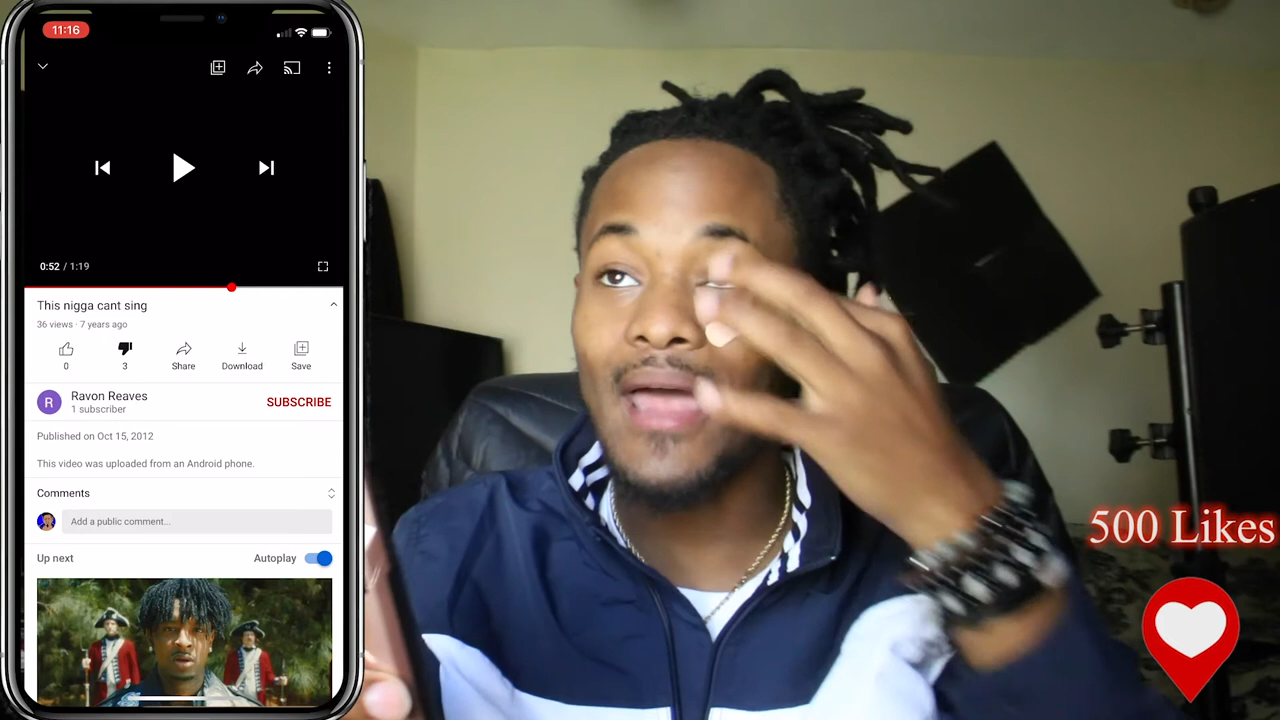 11:16
0:52 / 1:19
This nigga cant sing
36 views · 7 years ago
0
3
Share
Download
Save
R
Ravon Reaves
1 subscriber
SUBSCRIBE
Published on Oct 15, 2012
This video was uploaded from an Android phone.
Comments
Add a public comment...
Up next
Autoplay
500 Likes